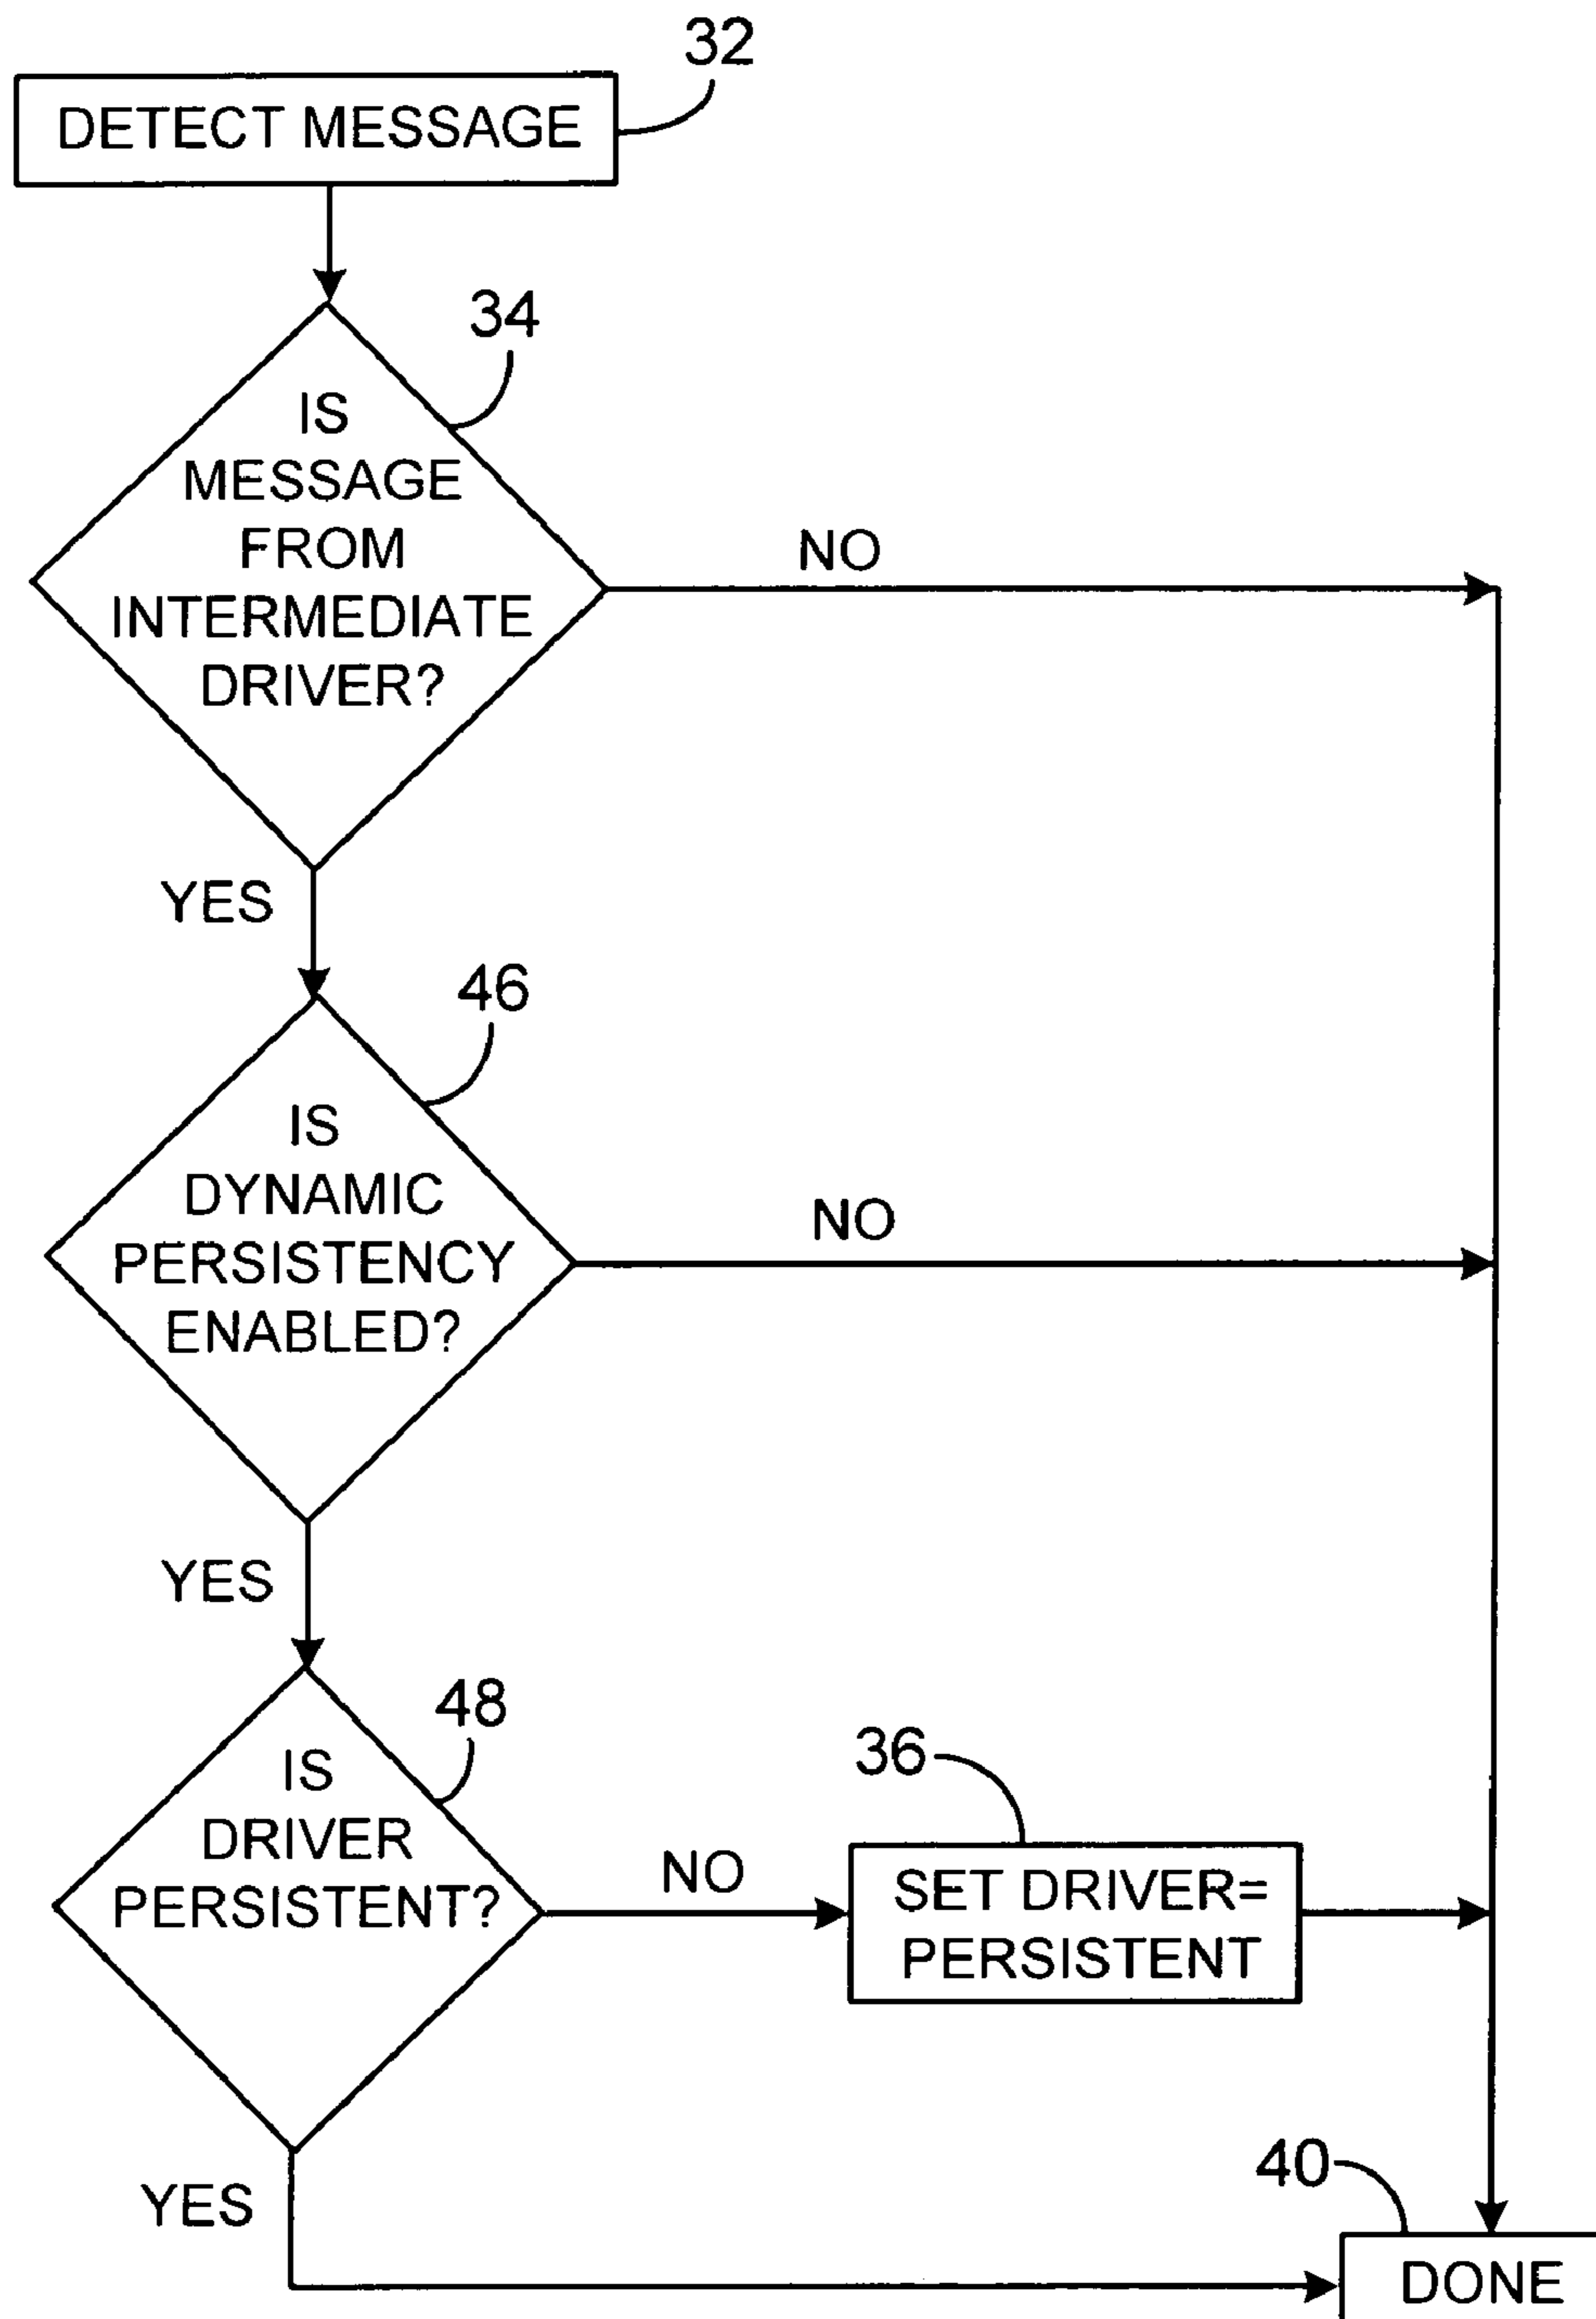 32
DETECT MESSAGE
34
IS
MESSAGE
FROM
INTERMEDIATE
DRIVER?
NO
YES
46
IS
DYNAMIC
PERSISTENCY
ENABLED?
NO
YES
48
IS
DRIVER
PERSISTENT?
NO
36
SET DRIVER=
PERSISTENT
YES
40
DONE